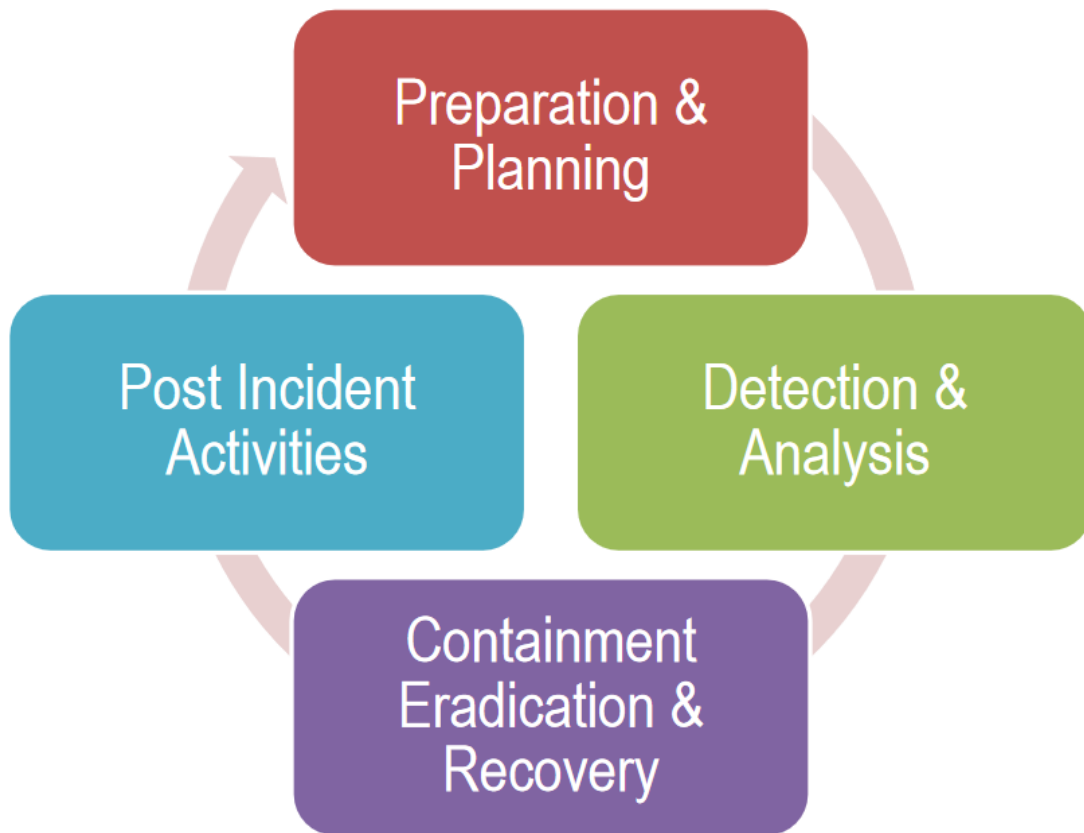 Preparation &
Planning
Detection &
Analysis
Containment
Eradication &
Recovery
Post Incident
Activities